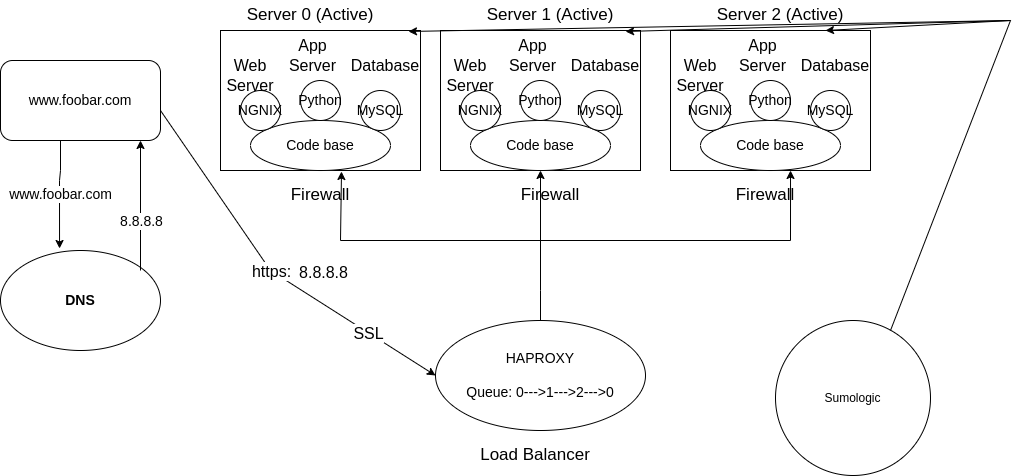 Server 0 (Active)
Server 1 (Active)
Server 2 (Active)
App
Server
Web
Server
Database
NGNIX
Python
MySQL
Code base
Firewall
App
Server
Web
Server
Database
NGNIX
Python
MySQL
Code base
Firewall
App
Server
Web
Server
Database
NGNIX
Python
MySQL
Code base
Firewall
www.foobar.com
www.foobar.com
8.8.8.8
DNS
https: 8.8.8.8
SSL
HAPROXY
Queue: 0--->1--->2--->0
Load Balancer
Sumologic